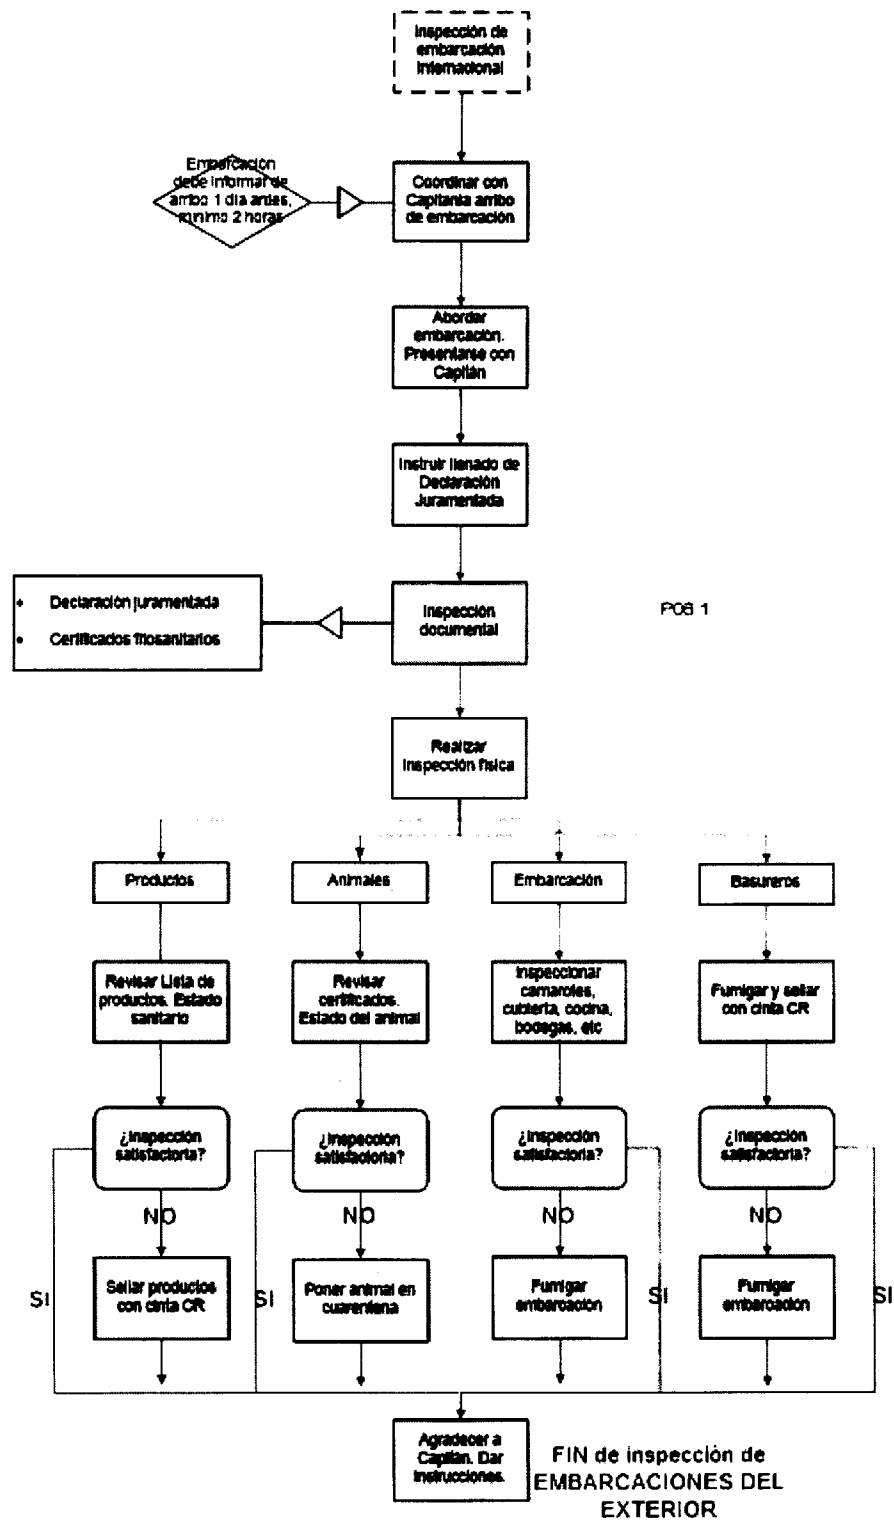 Inspección de
embarcación
Internacional
Embarcación
debe informar de
arribo 1 día antes,
mínimo 2 horas
Coordinar con
Capitanía arribo
de embarcación
Abordar
embarcación.
Presentarse con
Capitán
Instruir llenado de
Declaración
Juramentada
• Declaración juramentada
• Certificados fitosanitarios
Inspección
documental
Realizar
inspección física
Productos
Animales
Embarcación
Basureros
Revisar Lista de
productos. Estado
sanitario
Revisar
certificados.
Estado del animal
Inspeccionar
camarotes,
cubierta, cocina,
bodegas, etc
Fumigar y sellar
con cinta CR
¿Inspección
satisfactoria?
¿Inspección
satisfactoria?
¿Inspección
satisfactoria?
¿Inspección
satisfactoria?
NO
NO
NO
NO
SI
Sellar productos
con cinta CR
SI
Poner animal en
cuarentena
Fumigar
embarcación
SI
Fumigar
embarcación
SI
Agradecer a
Capitán. Dar
instrucciones.
FIN de inspección de
EMBARCACIONES DEL
EXTERIOR